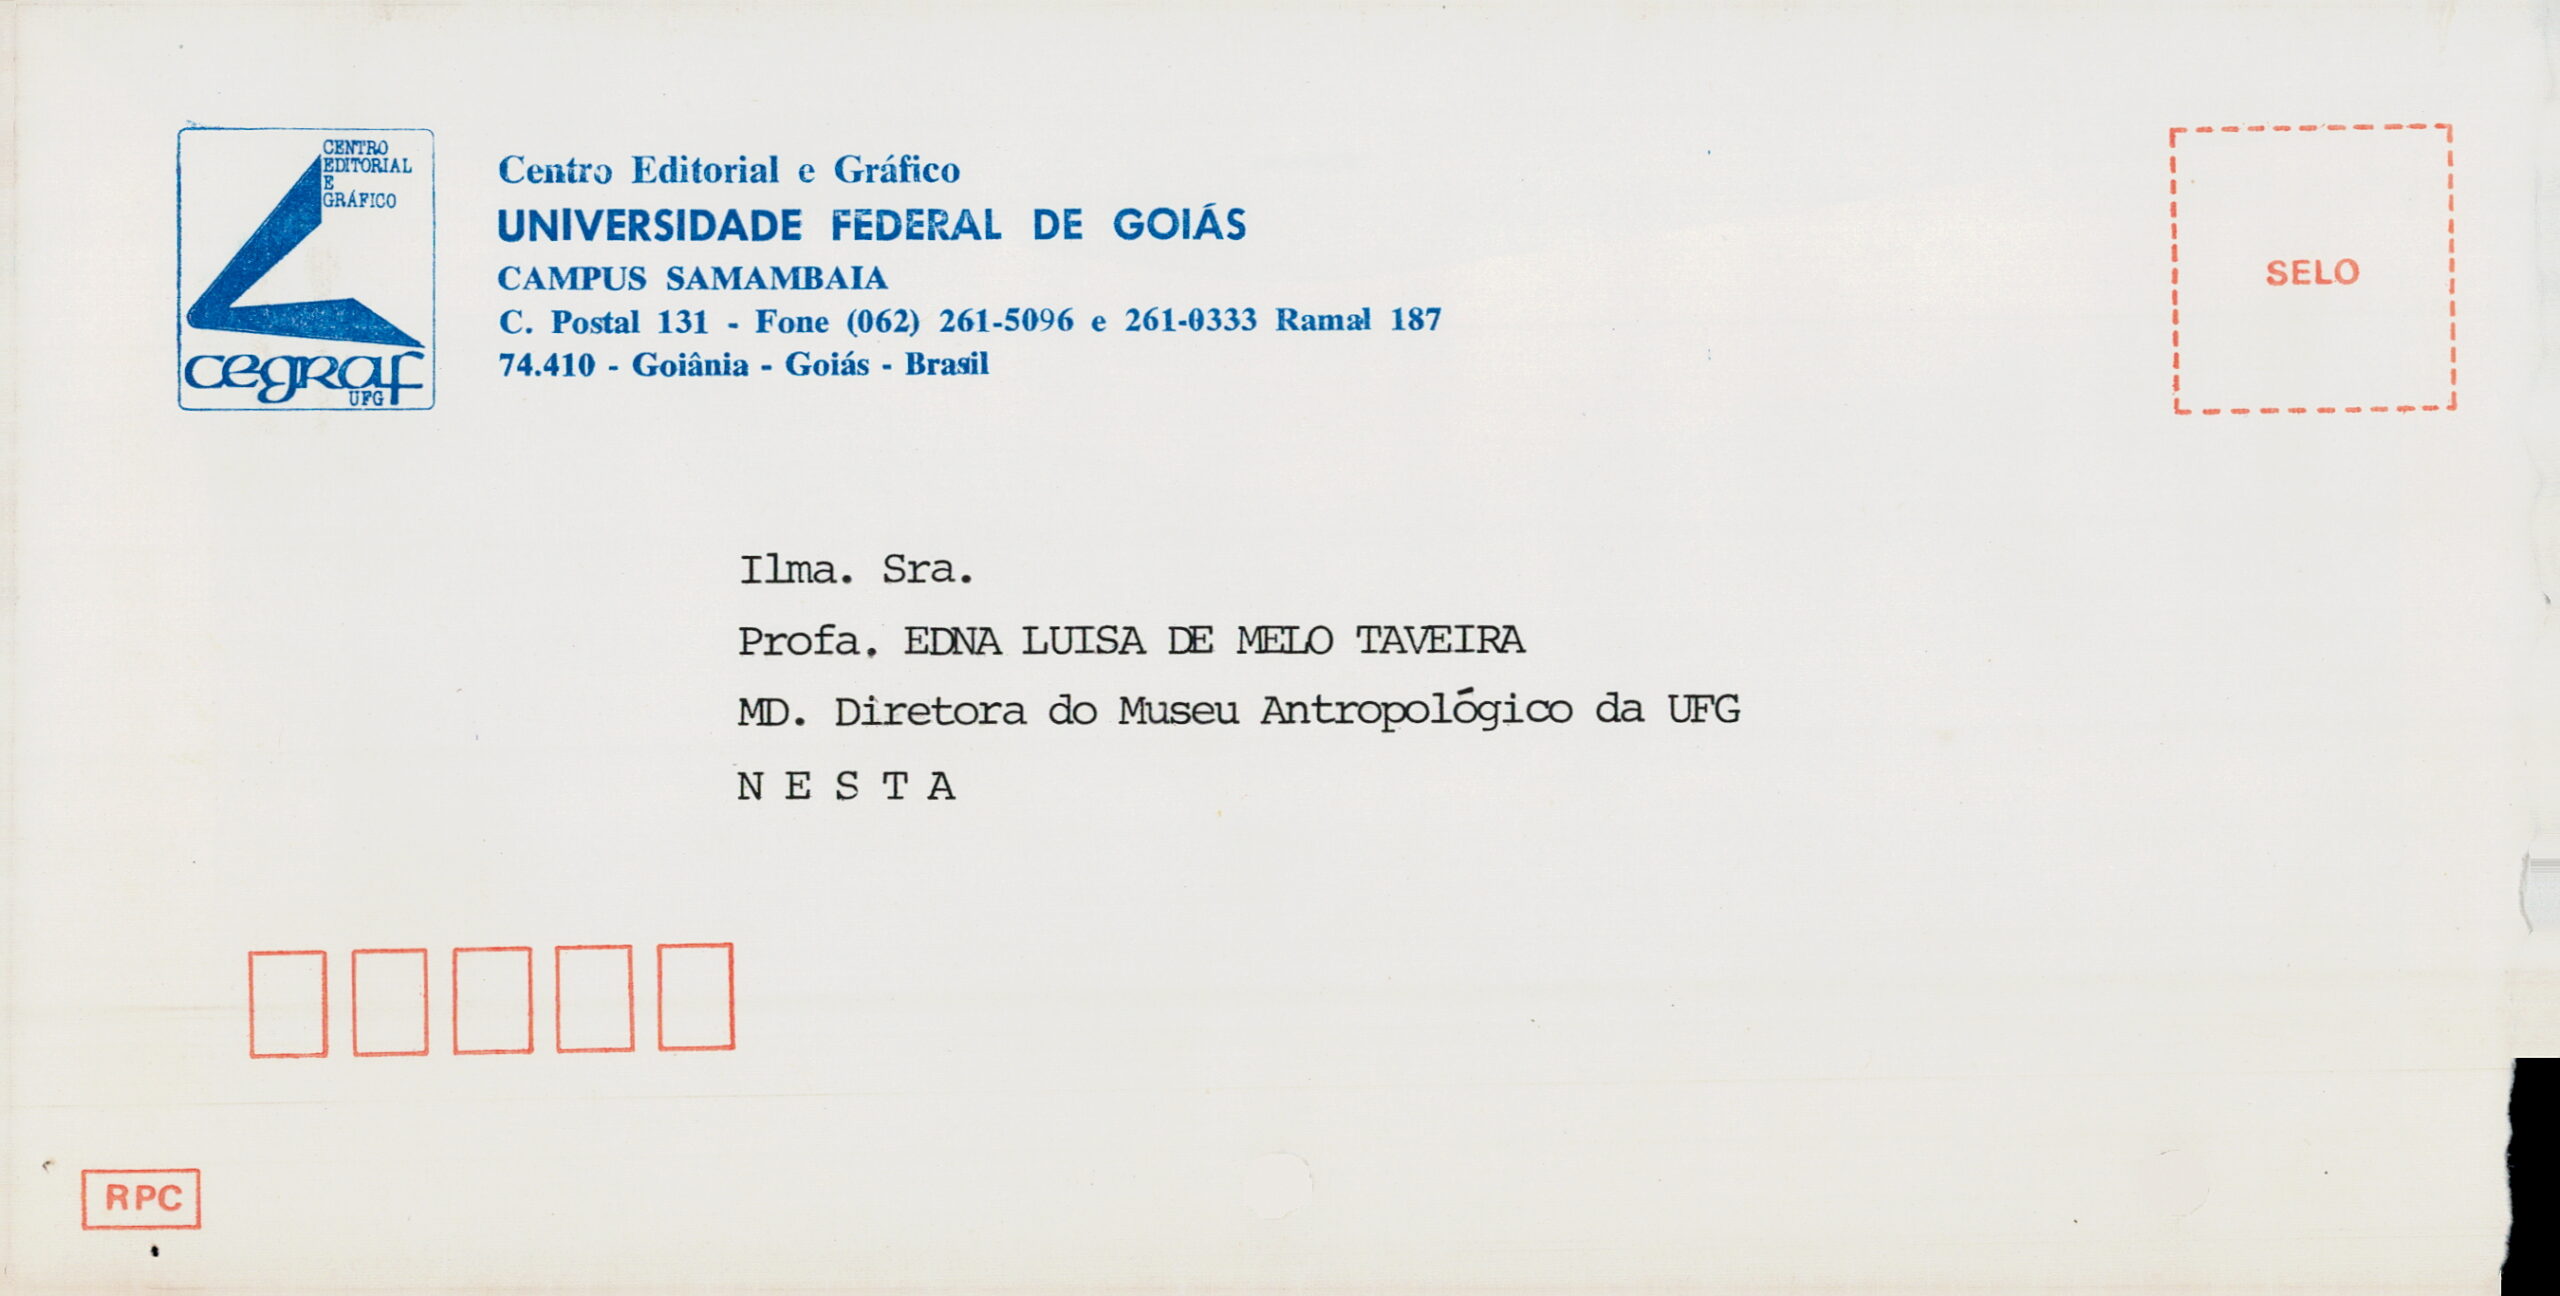 CENTRO
EDITORIAL
E
GRÁFICO
cegraf
UFG
Centro Editorial e Gráfico
UNIVERSIDADE FEDERAL DE GOIÁS
CAMPUS SAMAMBAIA
C. Postal 131 - Fone (062) 261-5096 e 261-0333 Ramal 187
74.410 - Goiânia - Goiás - Brasil
SELO
Ilma. Sra.
Profa. EDNA LUISA DE MELO TAVEIRA
MD. Diretora do Museu Antropológico da UFG
N E S T A
RPC